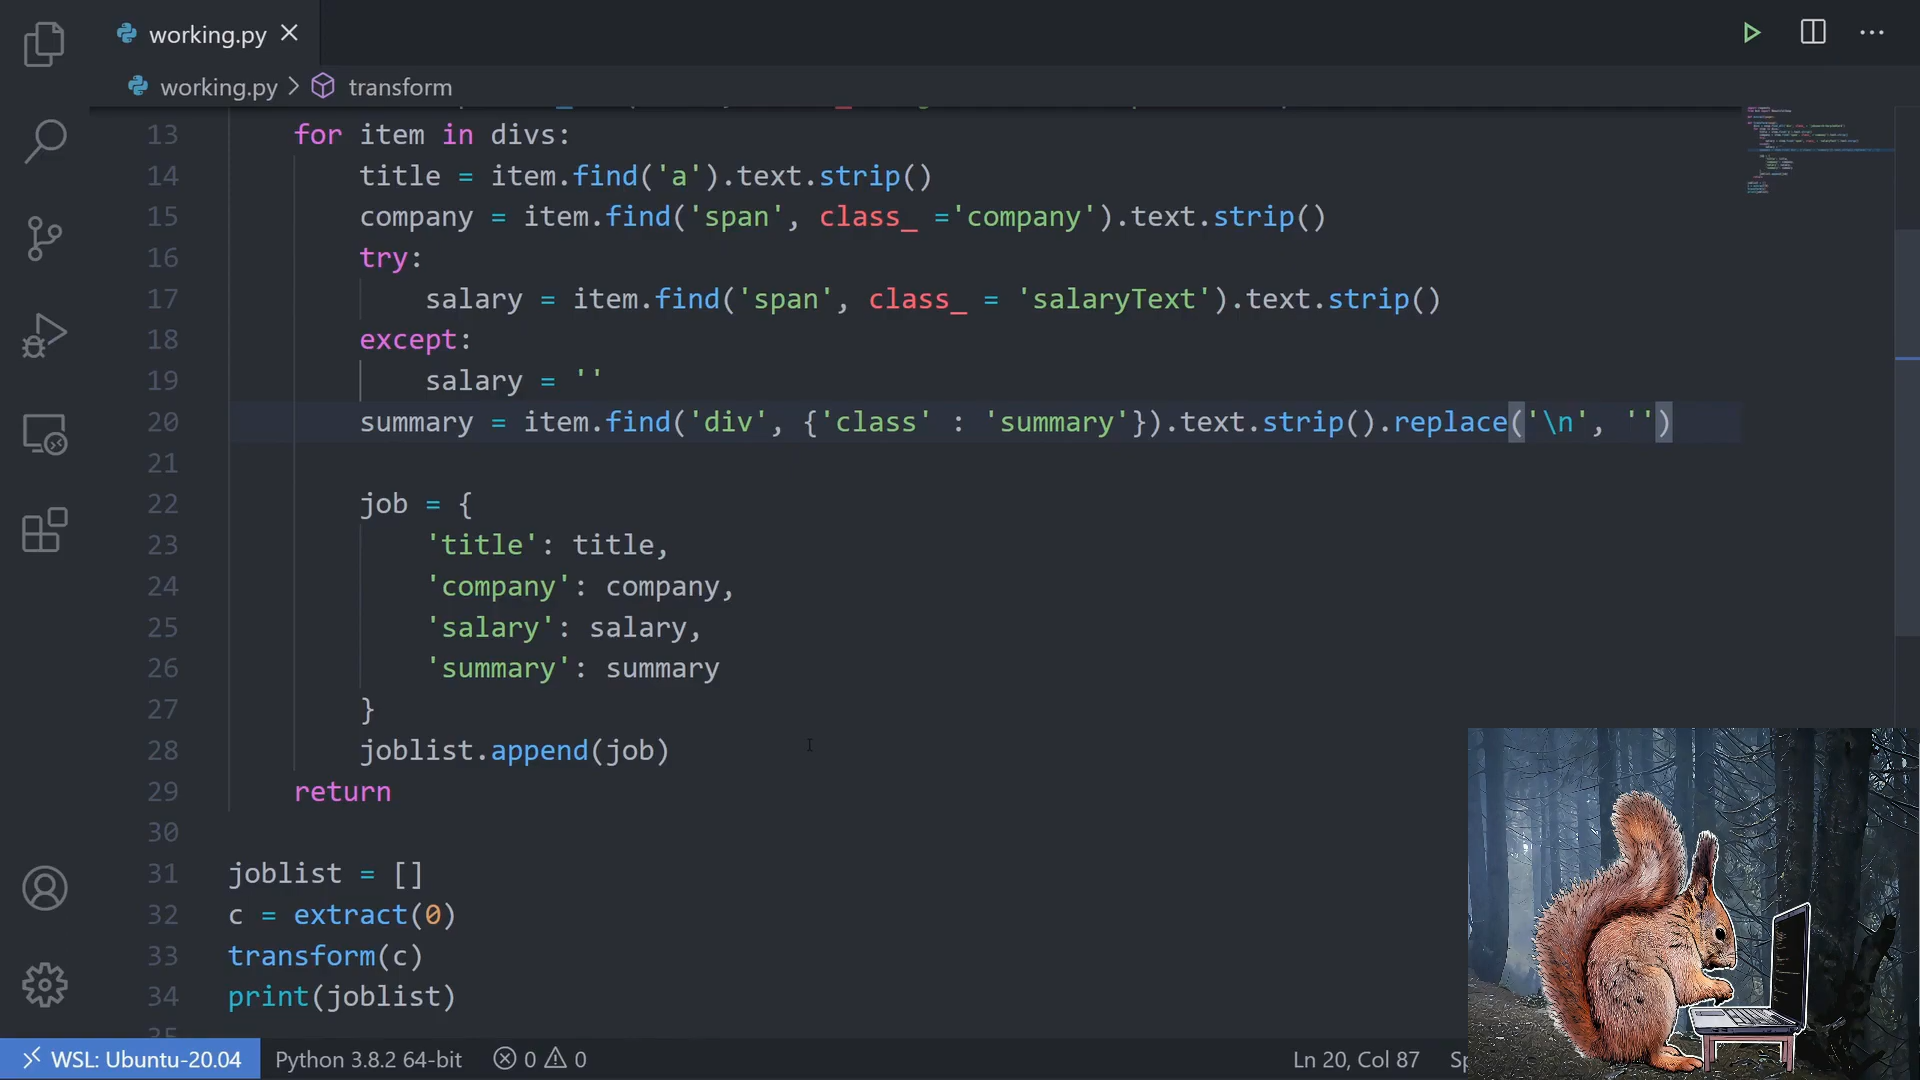 working.py
working.py > transform
13 for item in divs:
14 title = item.find('a').text.strip()
15 company = item.find('span', class_ ='company').text.strip()
16 try:
17 salary = item.find('span', class_ = 'salaryText').text.strip()
18 except:
19 salary = ''
20 summary = item.find('div', {'class' : 'summary'}).text.strip().replace('\n', '')
21
22 job = {
23 'title': title,
24 'company': company,
25 'salary': salary,
26 'summary': summary
27 }
28 joblist.append(job)
29 return
30
31 joblist = []
32 c = extract(0)
33 transform(c)
34 print(joblist)
35
WSL: Ubuntu-20.04 Python 3.8.2 64-bit 0 0 Ln 20, Col 87